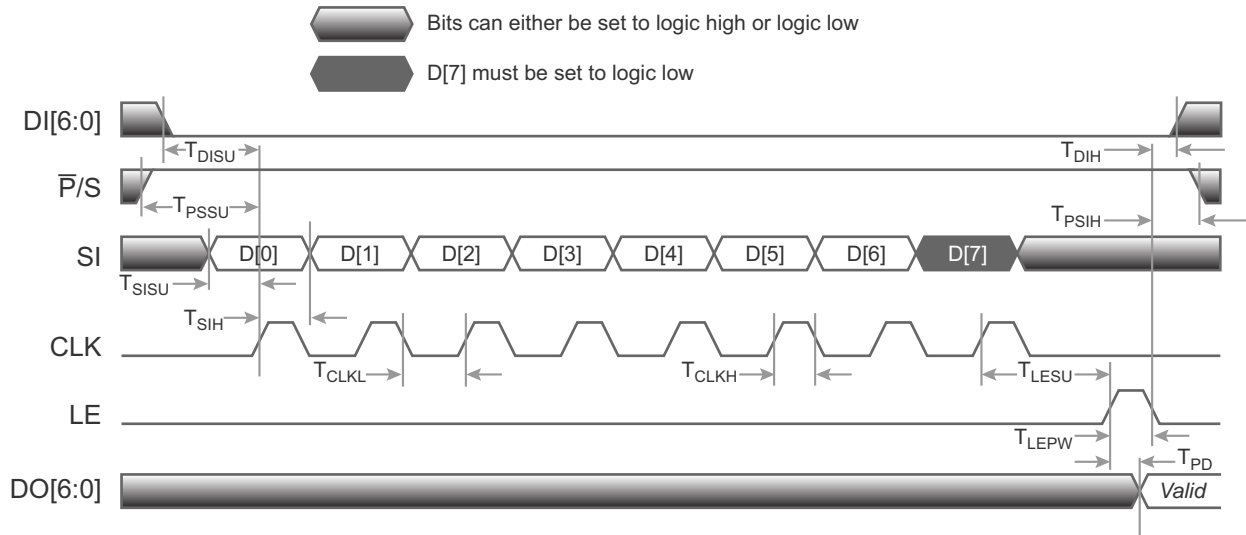 Bits can either be set to logic high or logic low
D[7] must be set to logic low
DI[6:0]
TDISU
TDIH
P̅/S
TPSSU
TPSIH
SI
D[0]
D[1]
D[2]
D[3]
D[4]
D[5]
D[6]
D[7]
TSISU
TSIH
CLK
TCLKL
TCLKH
TLESU
LE
TLEPW
TPD
DO[6:0]
Valid